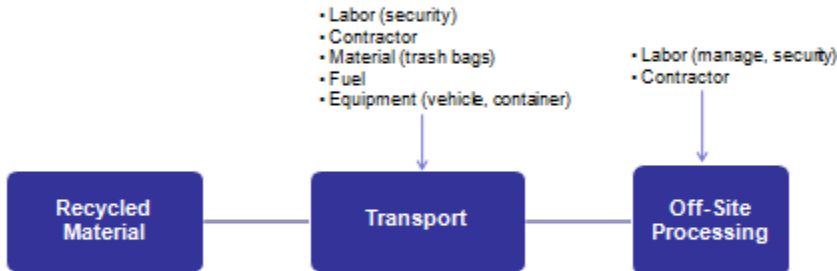 • Labor (security)
• Contractor
• Material (trash bags)
• Fuel
• Equipment (vehicle, container)
• Labor (manage, security)
• Contractor
Recycled
Material
Transport
Off-Site
Processing